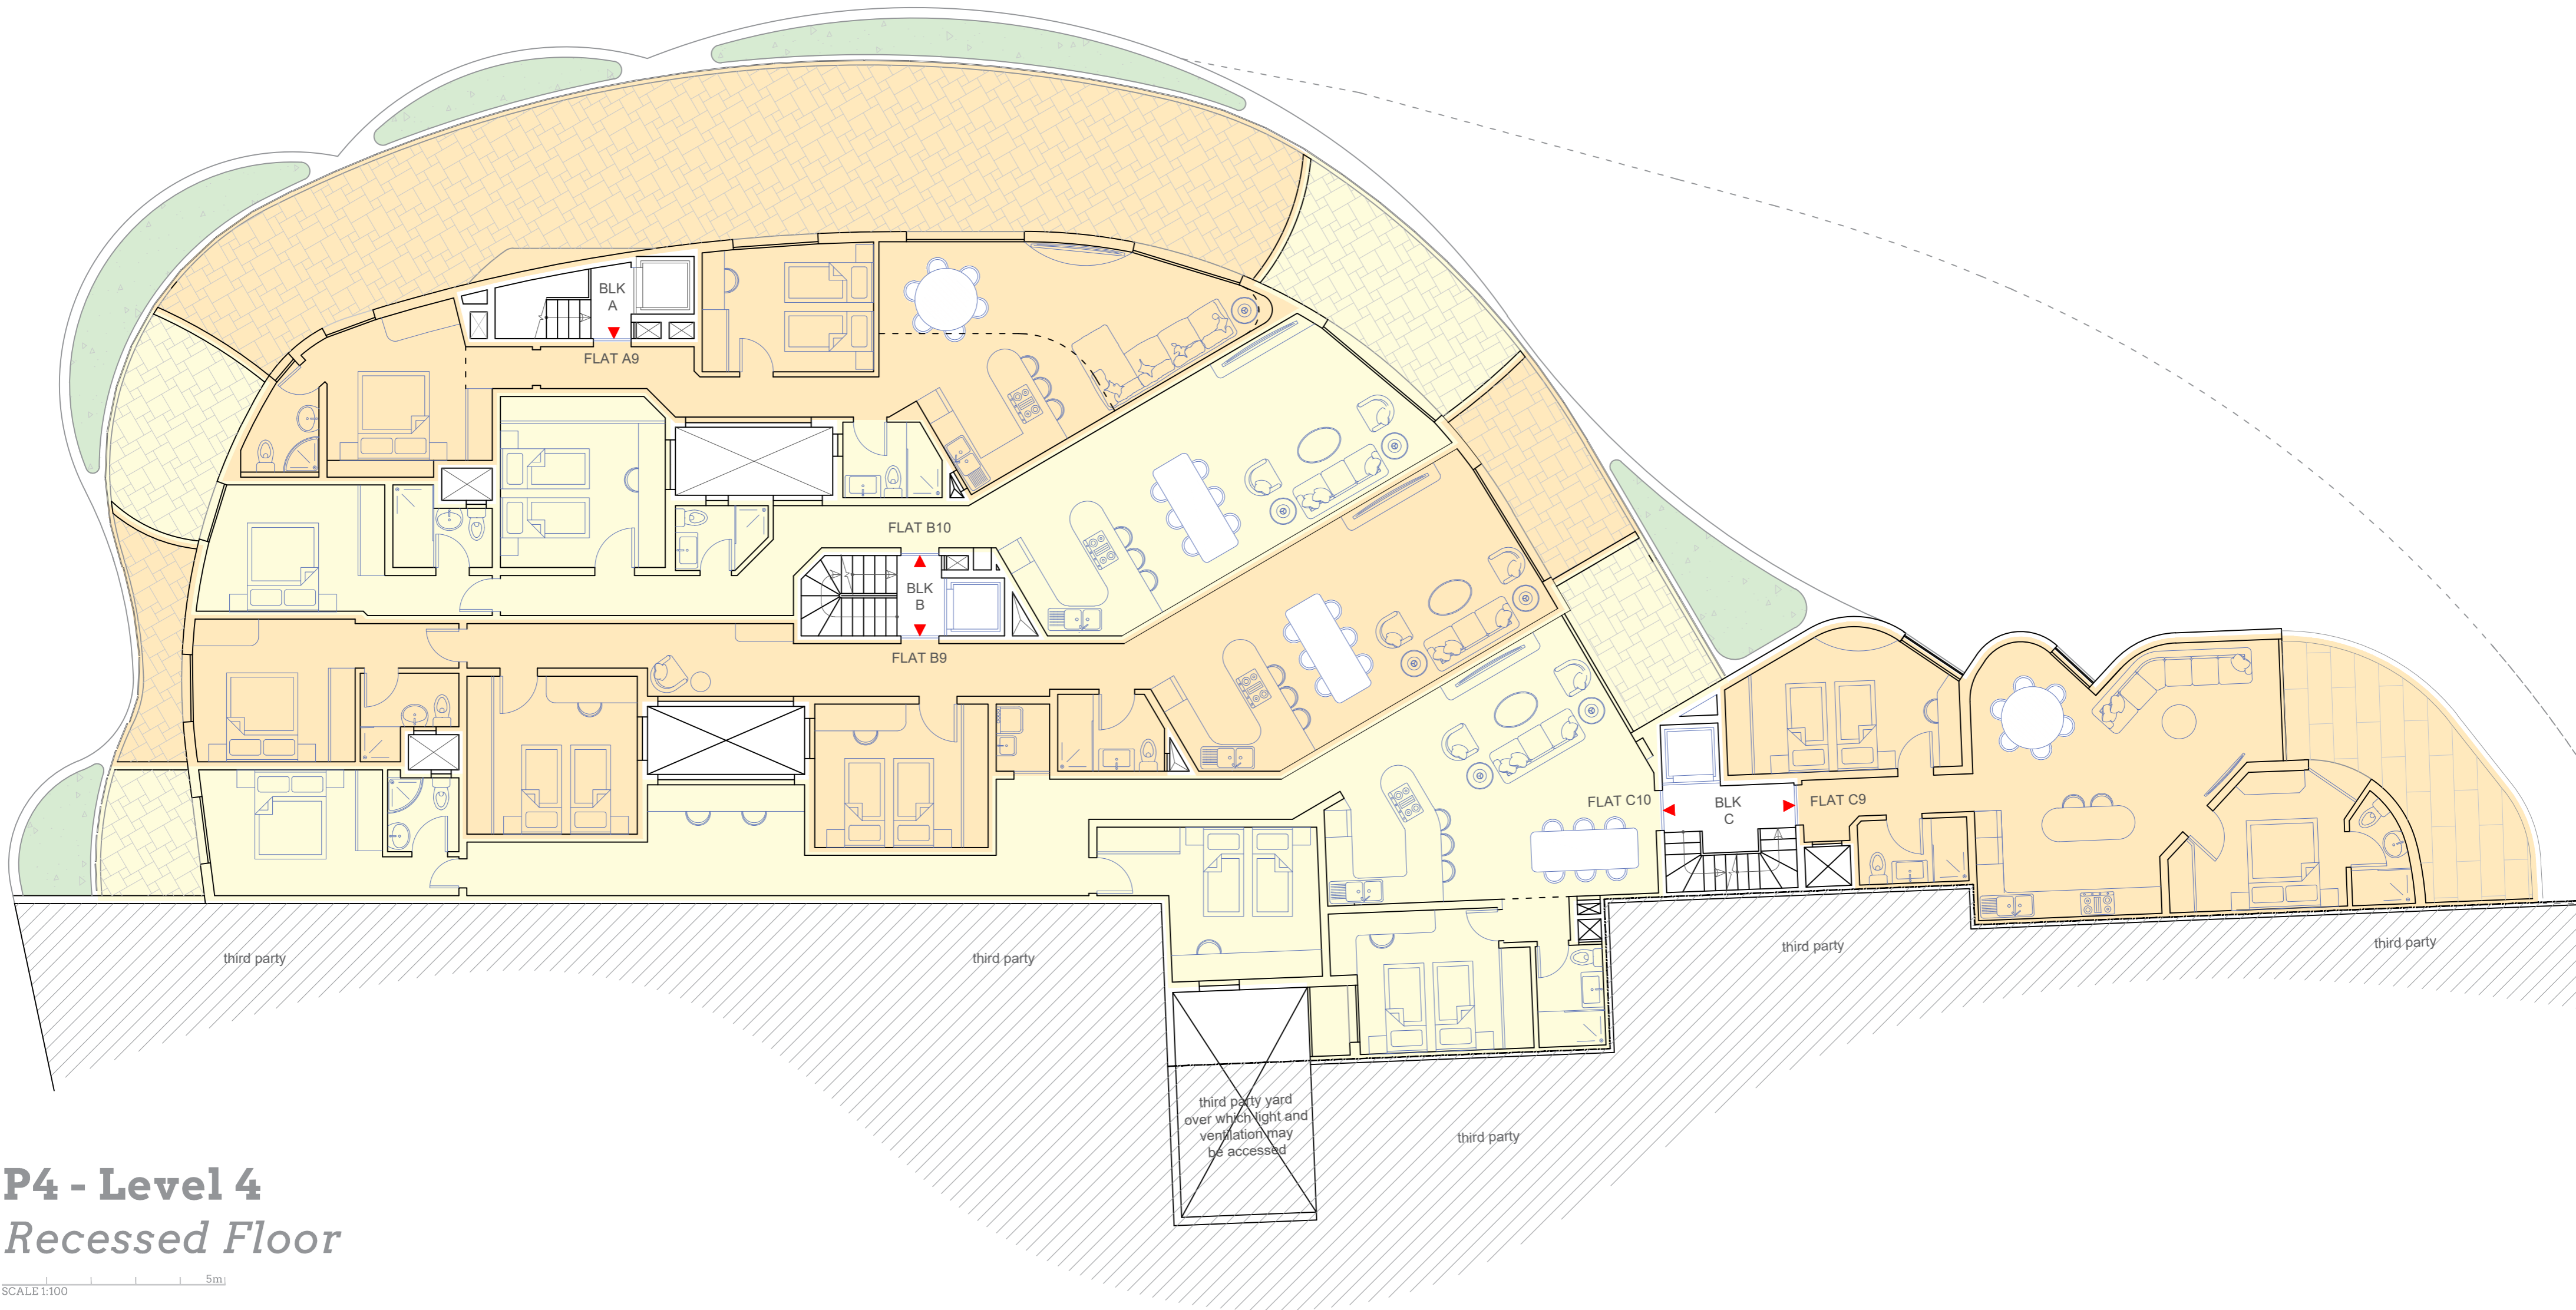 BLK
A
FLAT A9
FLAT B10
BLK
B
FLAT B9
FLAT C10
BLK
C
FLAT C9
third party
third party
third party
third party
third party yard
over which light and
ventilation may
be accessed
third party
P4 - Level 4
Recessed Floor
5m
SCALE 1:100